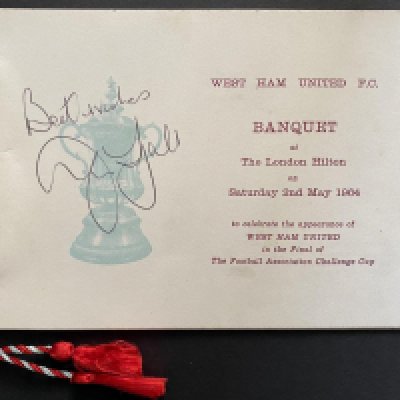 Best wishes
WEST HAM UNITED F.C.
BANQUET
at
The London Hilton
on
Saturday 2nd May 1964
to celebrate the appearance of
WEST HAM UNITED
in the Final of
The Football Association Challenge Cup